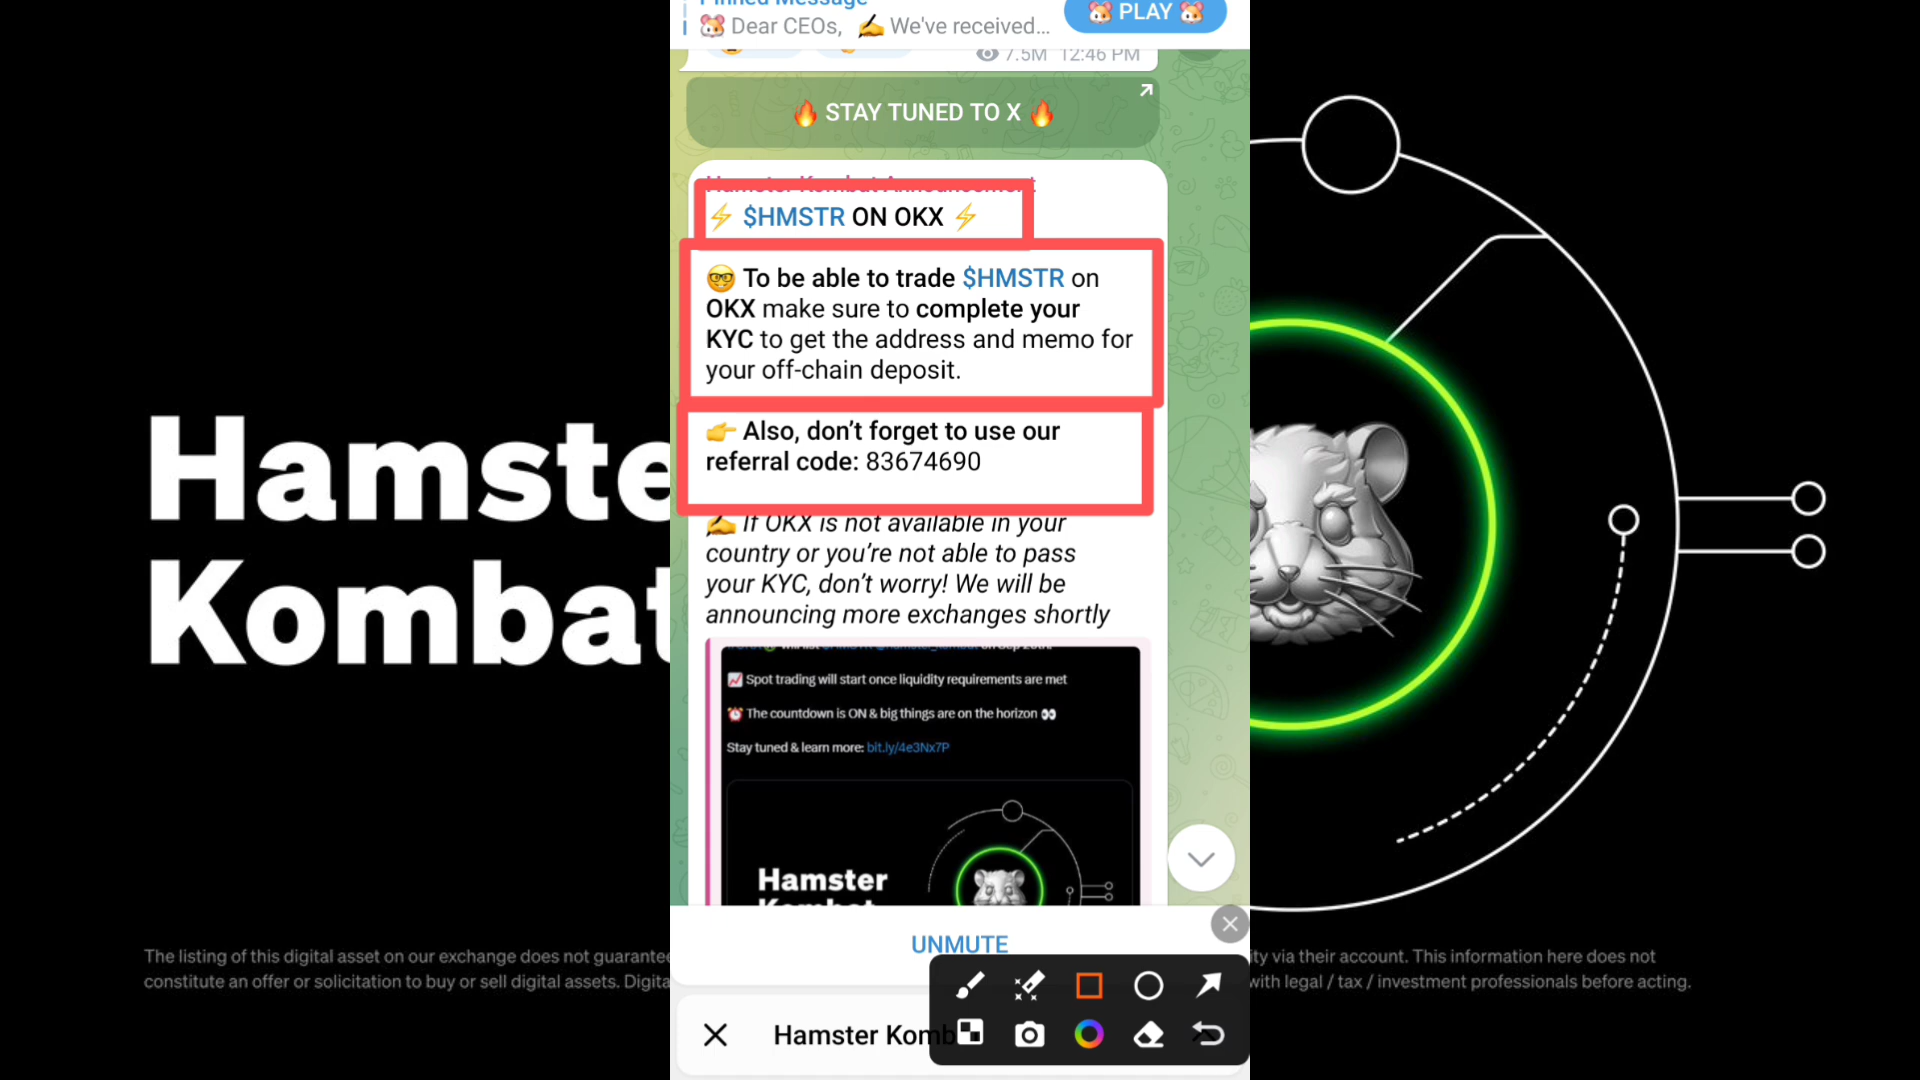 Pinned Message
🐹 Dear CEOs, ✍️ We've received...
🐹 PLAY 🐹
7.5M 12:46 PM
🔥 STAY TUNED TO X 🔥
Hamster Kombat Announcement
⚡ $HMSTR ON OKX ⚡
🤓 To be able to trade $HMSTR on
OKX make sure to complete your
KYC to get the address and memo for
your off-chain deposit.
👉 Also, don’t forget to use our
referral code: 83674690
✍️ If OKX is not available in your
country or you’re not able to pass
your KYC, don’t worry! We will be
announcing more exchanges shortly
📈 Spot trading will start once liquidity requirements are met
⏰ The countdown is ON & big things are on the horizon 👀
Stay tuned & learn more: bit.ly/4e3Nx7P
Hamster
Kombat
UNMUTE
Hamster Komb
Hamste
Kombat
The listing of this digital asset on our exchange does not guarantee
constitute an offer or solicitation to buy or sell digital assets. Digita
ity via their account. This information here does not
with legal / tax / investment professionals before acting.